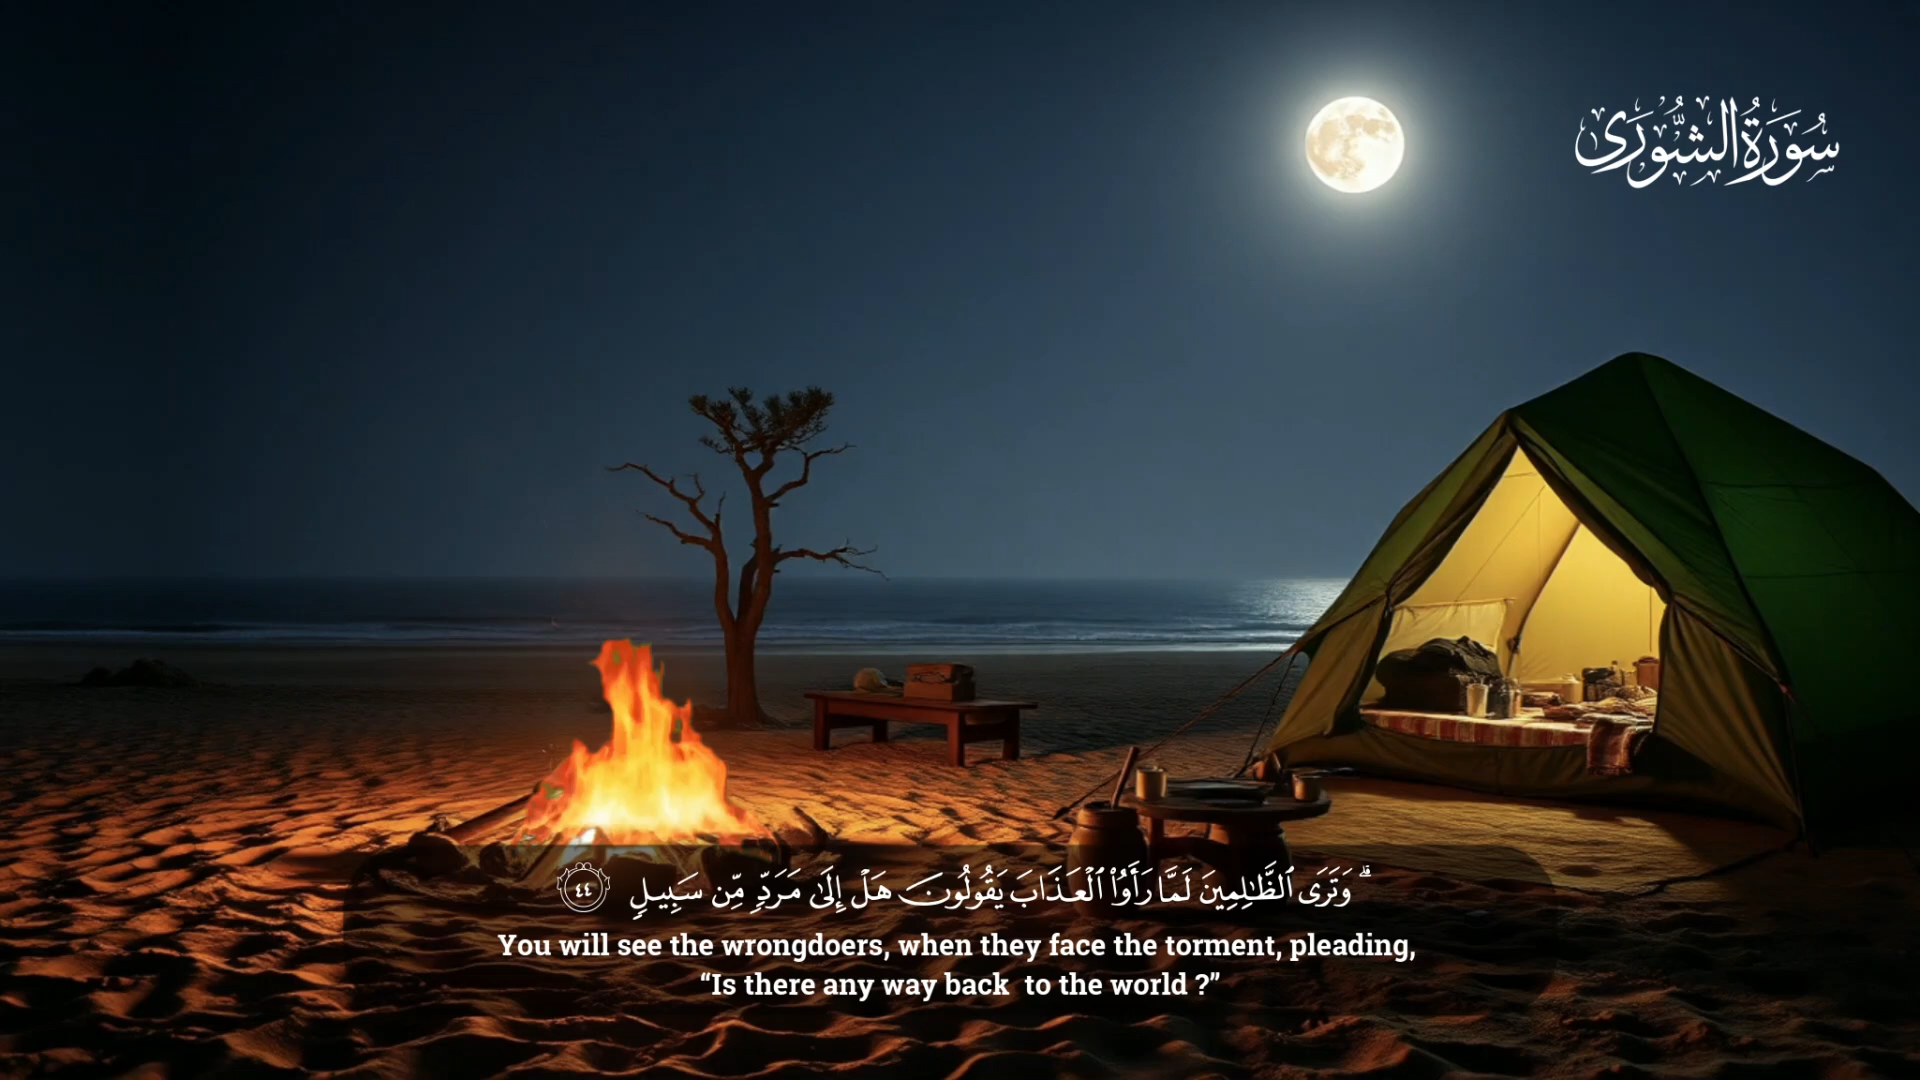 سُورَةُ الشُّورَى
ۗ وَتَرَى ٱلظَّٰلِمِينَ لَمَّا رَأَوُا۟ ٱلْعَذَابَ يَقُولُونَ هَلْ إِلَىٰ مَرَدٍّۢ مِّن سَبِيلٍۢ ٤٤
You will see the wrongdoers, when they face the torment, pleading,
“Is there any way back  to the world ?”